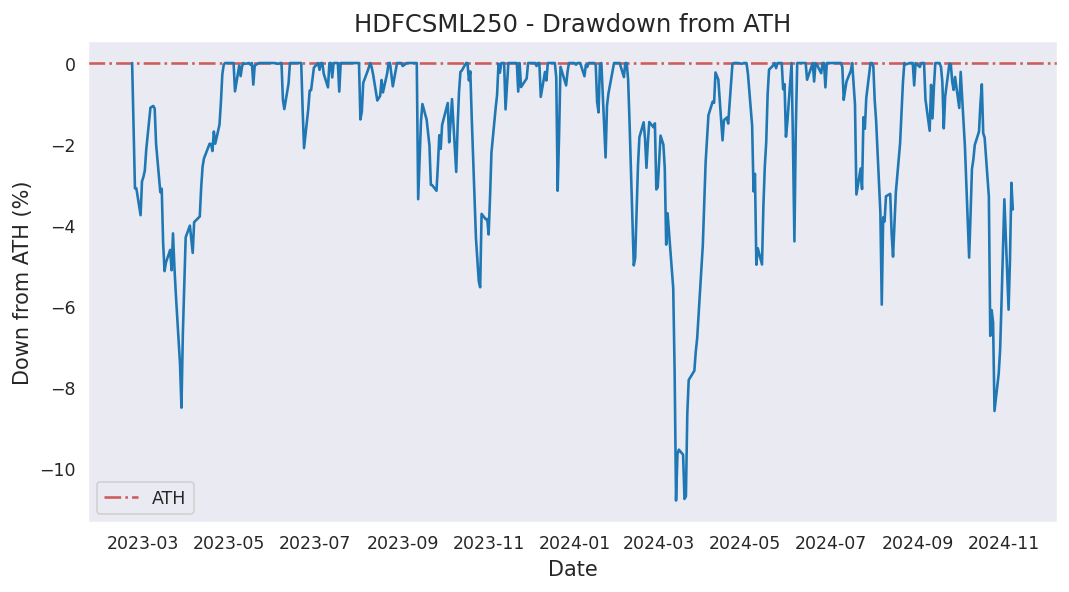 HDFCSML250 - Drawdown from ATH
Down from ATH (%)
0
−2
−4
−6
−8
−10
ATH
2023-03 2023-05 2023-07 2023-09 2023-11 2024-01 2024-03 2024-05 2024-07 2024-09 2024-11
Date